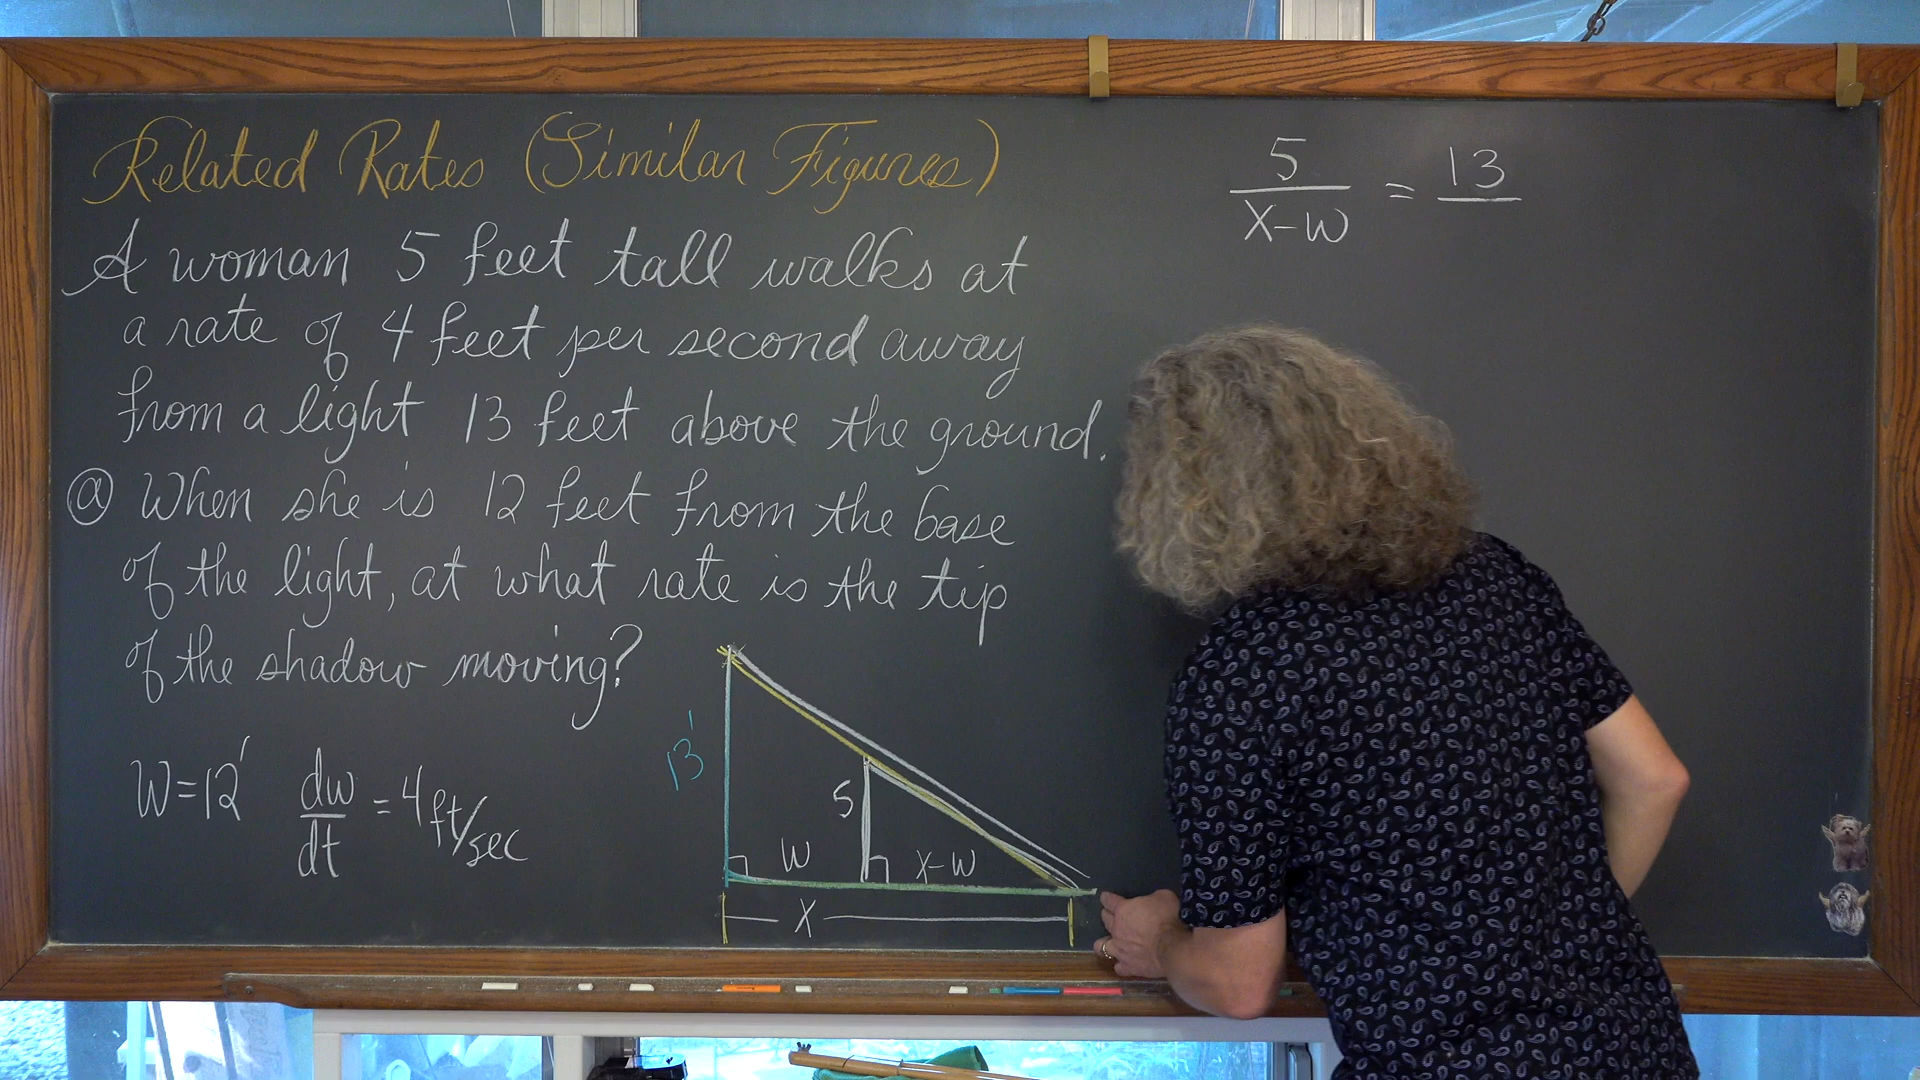 Related Rates (Similar Figures)
A woman 5 feet tall walks at
a rate of 4 feet per second away
from a light 13 feet above the ground.
ⓐ When she is 12 feet from the base
of the light, at what rate is the tip
of the shadow moving?
W=12' dw/dt = 4 ft/sec
13'
5
W
X-W
X
5/(X-W) = 13/